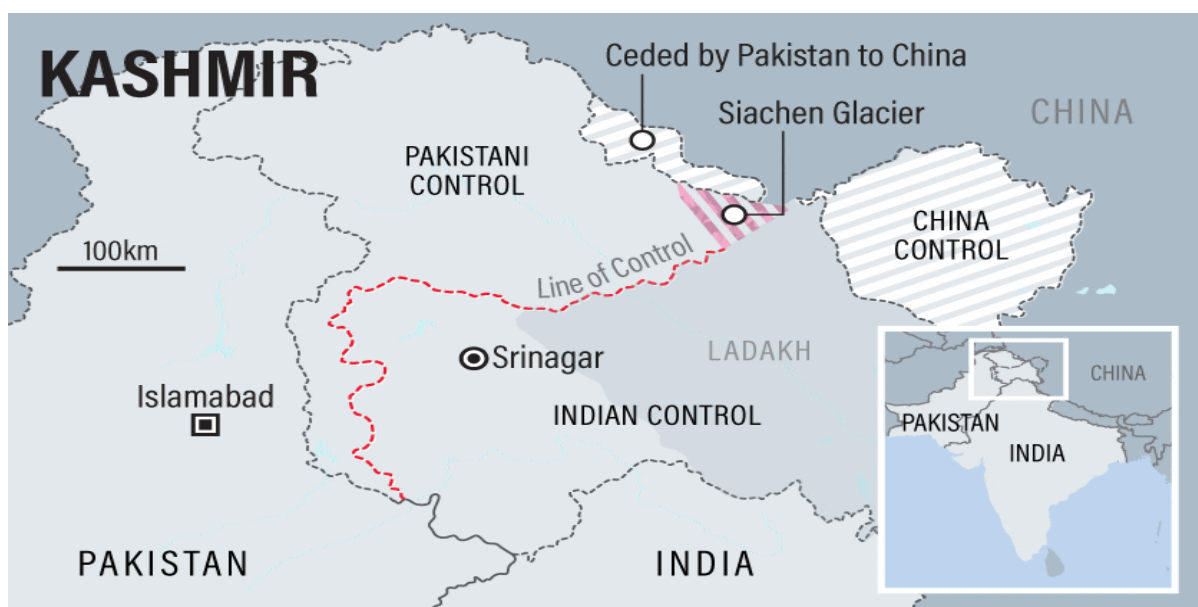 KASHMIR
Ceded by Pakistan to China
Siachen Glacier
CHINA
PAKISTANI
CONTROL
CHINA
CONTROL
100km
Line of Control
Srinagar
LADAKH
Islamabad
INDIAN CONTROL
PAKISTAN
INDIA
CHINA
PAKISTAN
INDIA